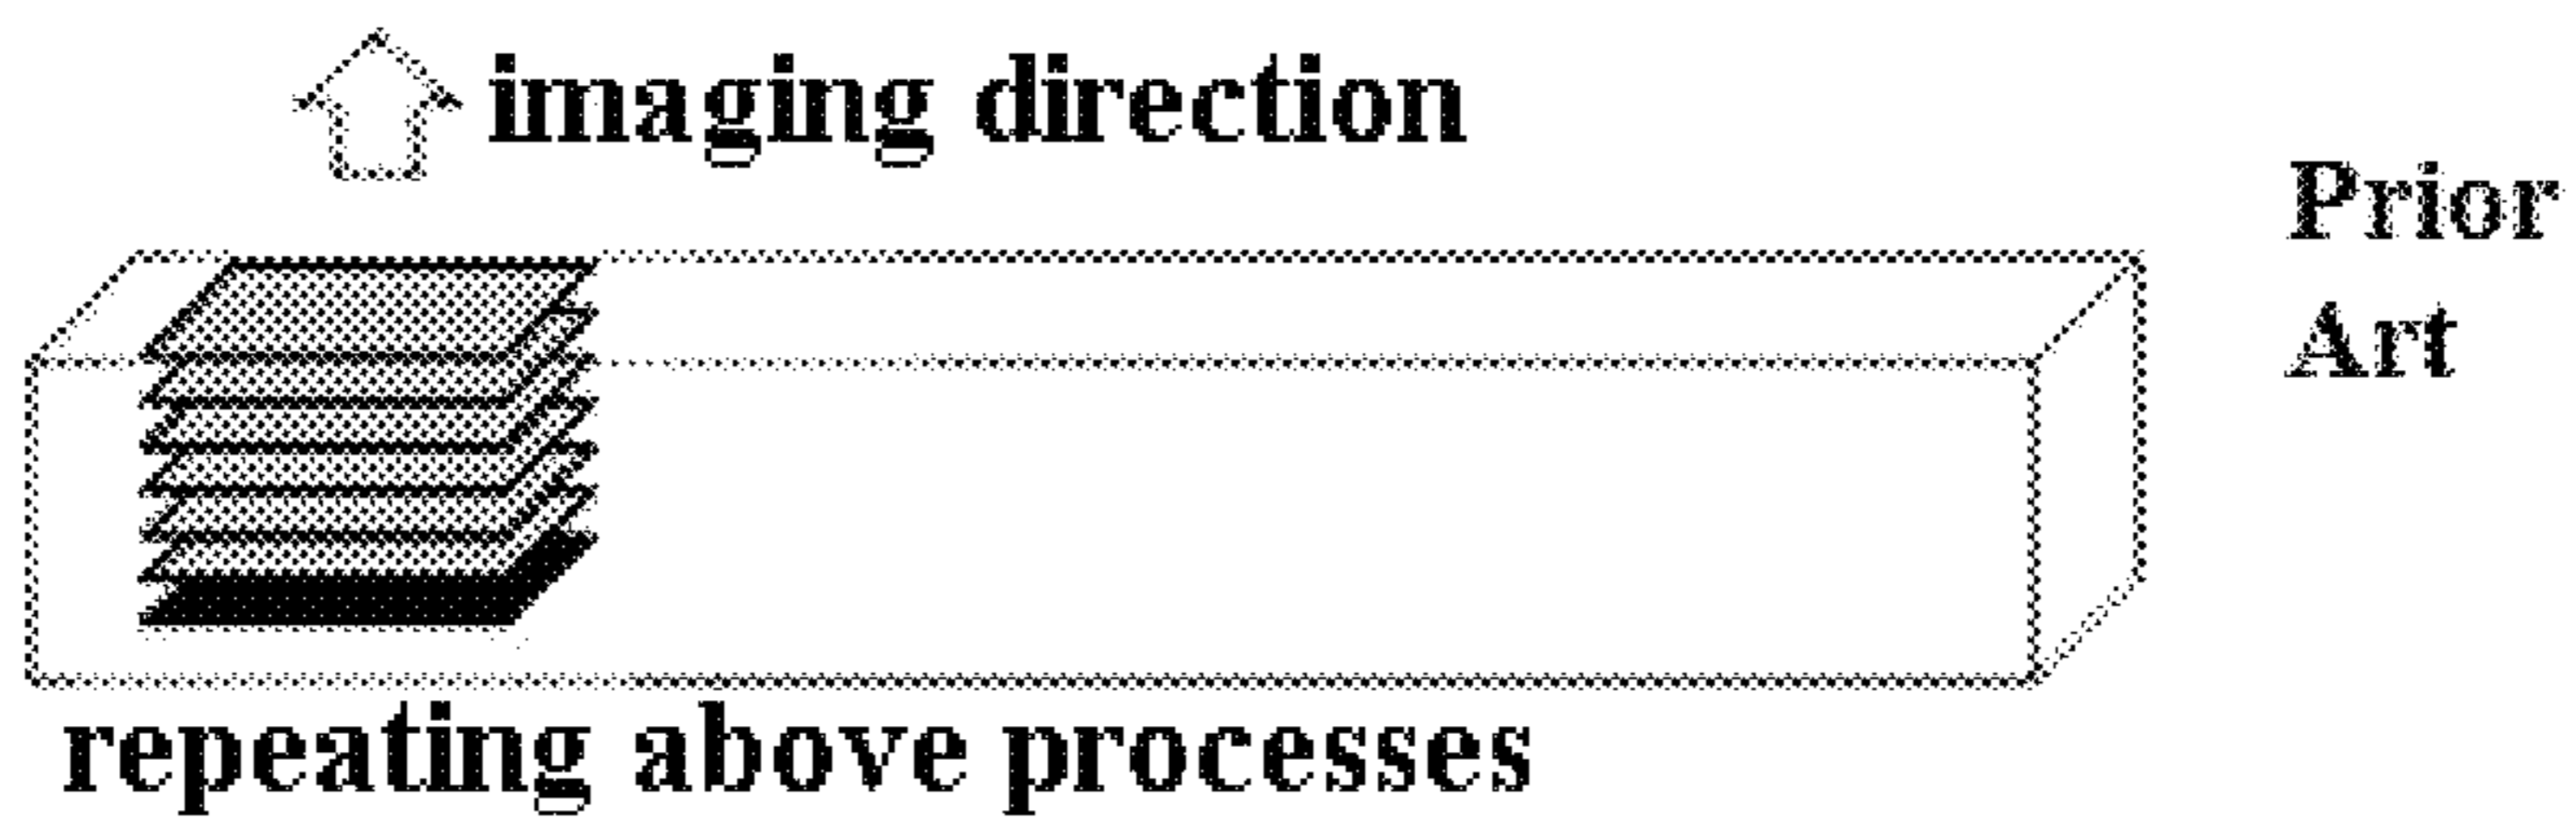 imaging direction
Prior
Art
repeating above processes